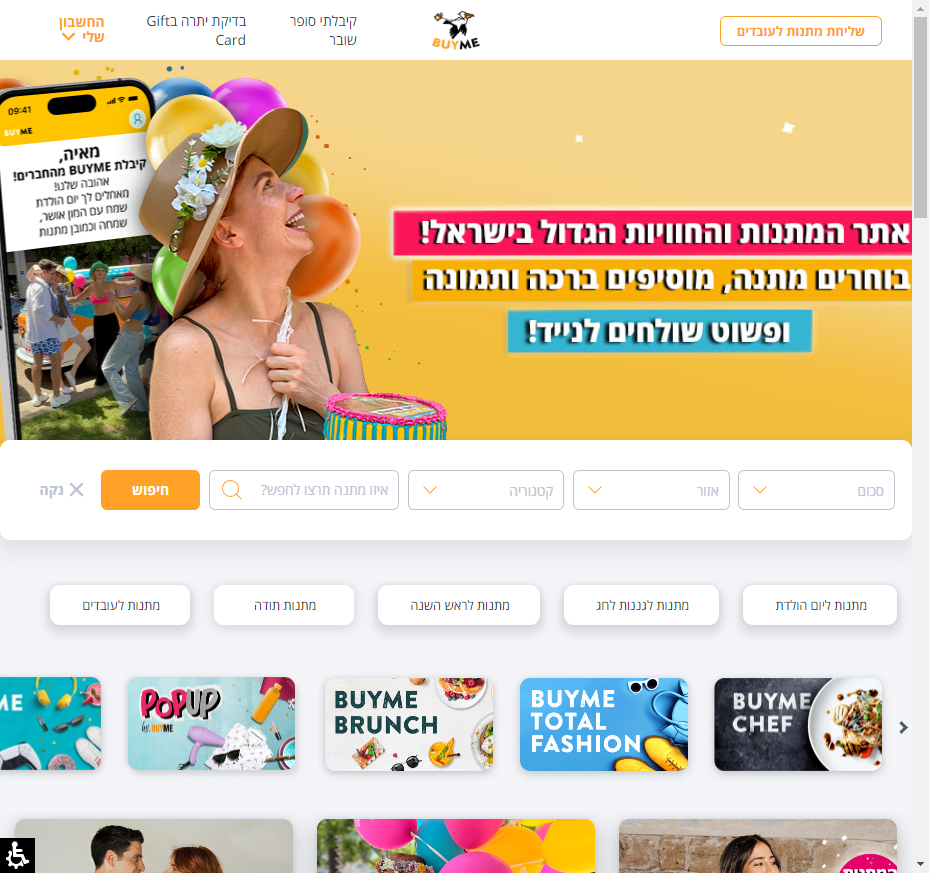 שליחת מתנות לעובדים
BUYME
קיבלתי סופר
שובר
בדיקת יתרה בGift
Card
החשבון
שלי
09:41
BUYME
מאיה,
קיבלת BUYME מהחברים!
אהובה שלנו!
מאחלים לך יום הולדת
שמח עם המון אושר,
שמחה וכמובן מתנות
אתר המתנות והחוויות הגדול בישראל!
בוחרים מתנה, מוסיפים ברכה ותמונה
ופשוט שולחים לנייד!
סכום
אזור
קטגוריה
איזו מתנה תרצו לחפש?
חיפוש
נקה
מתנות ליום הולדת
מתנות לגננות לחג
מתנות לראש השנה
מתנות תודה
מתנות לעובדים
BUYME
CHEF
BUYME
TOTAL
FASHION
BUYME
BRUNCH
POPUP
by BUYME
ME